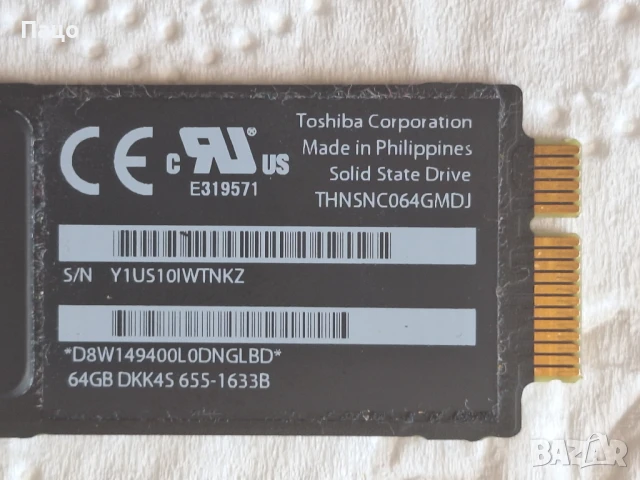 Пацо
Toshiba Corporation
Made in Philippines
Solid State Drive
THNSNC064GMDJ
CE c RU® US
E319571
S/N Y1US10IWTNKZ
*D8W149400L0DNGLBD*
64GB DKK4S 655-1633B
BAZAR